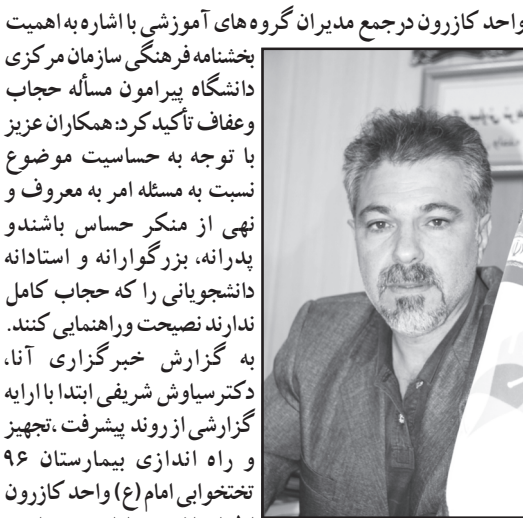 واحد کازرون درجمع مدیران گروه های آموزشی با اشاره به اهمیت
بخشنامه فرهنگی سازمان مرکزی
دانشگاه پیرامون مسأله حجاب
وعفاف تأکید کرد: همکاران عزیز
با توجه به حساسیت موضوع
نسبت به مسئله امر به معروف و
نهی از منکر حساس باشندو
پدرانه، بزرگوارانه و استادانه
دانشجویانی را که حجاب کامل
ندارند نصیحت وراهنمایی کنند.
به گزارش خبرگزاری آنا،
دکترسیاوش شریفی ابتدا با ارایه
گزارشی از روند پیشرفت ،تجهیز
و راه اندازی بیمارستان ۹۶
تختخوابی امام (ع) واحد کازرون